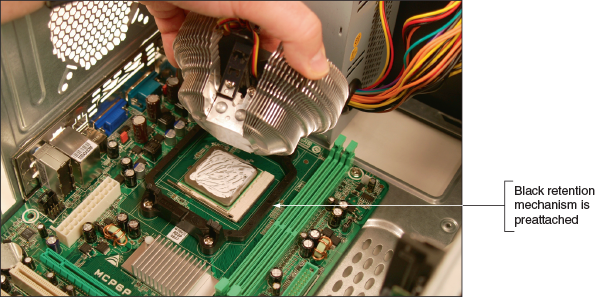 Black retention
mechanism is
preattached
MCP6P